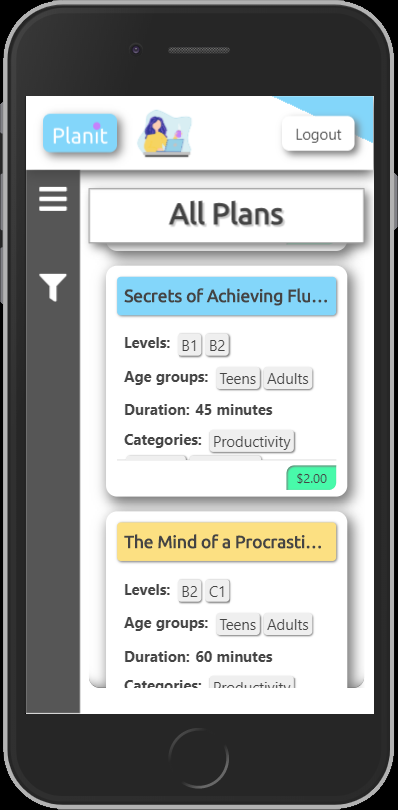 Planit
Logout
All Plans
Secrets of Achieving Flu...
Levels: B1 B2
Age groups: Teens Adults
Duration: 45 minutes
Categories: Productivity
$2.00
The Mind of a Procrasti...
Levels: B2 C1
Age groups: Teens Adults
Duration: 60 minutes
Categories: Productivity